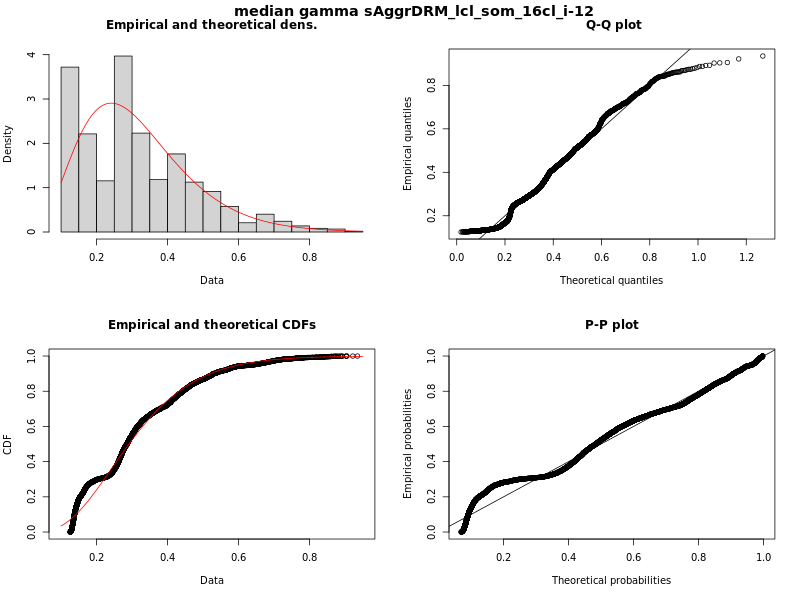 median gamma sAggrDRM_lcl_som_16cl_i-12
Empirical and theoretical dens.
Density
0 1 2 3 4
0.2 0.4 0.6 0.8
Data
Q-Q plot
Empirical quantiles
0.2 0.4 0.6 0.8
0.0 0.2 0.4 0.6 0.8 1.0 1.2
Theoretical quantiles
Empirical and theoretical CDFs
CDF
0.0 0.2 0.4 0.6 0.8 1.0
0.2 0.4 0.6 0.8
Data
P-P plot
Empirical probabilities
0.0 0.2 0.4 0.6 0.8 1.0
0.2 0.4 0.6 0.8 1.0
Theoretical probabilities